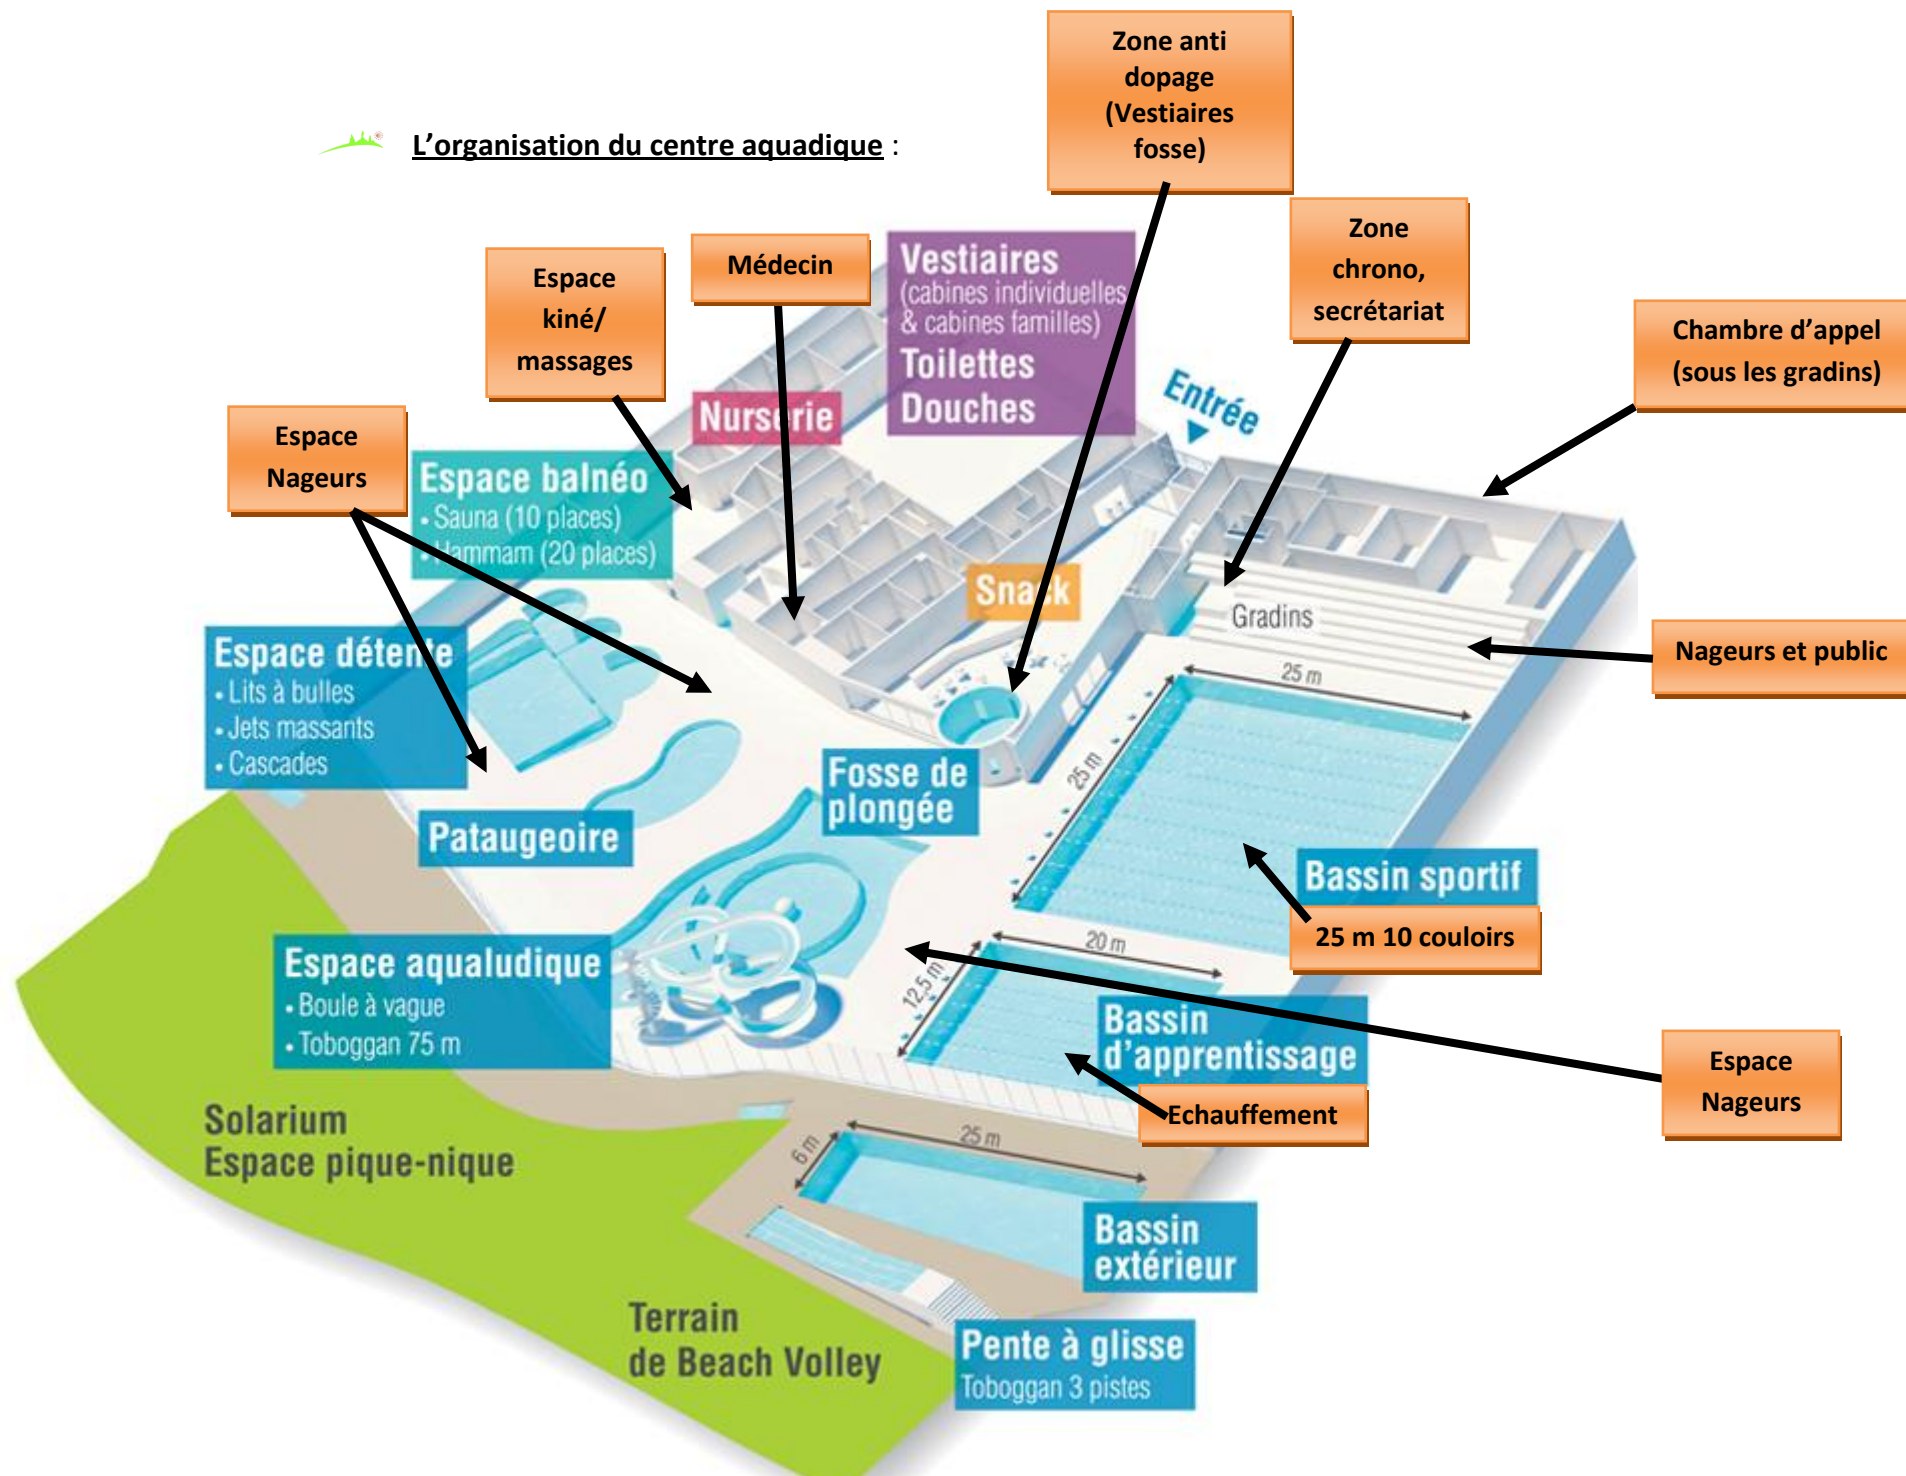 Zone anti
dopage
(Vestiaires
fosse)
L'organisation du centre aquadique :
Zone
chrono,
secrétariat
Médecin
Espace
kiné/
massages
Vestiaires
(cabines individuelles
& cabines familles)
Toilettes
Douches
Chambre d'appel
(sous les gradins)
Entrée
Nurserie
Espace
Nageurs
Espace balnéo
• Sauna (10 places)
• Hammam (20 places)
Snack
Gradins
Nageurs et public
Espace détente
• Lits à bulles
• Jets massants
• Cascades
25 m
25 m
Fosse de
plongée
Pataugeoire
Bassin sportif
25 m 10 couloirs
Espace aqualudique
• Boule à vague
• Toboggan 75 m
20 m
12,5 m
Bassin
d'apprentissage
Echauffement
Espace
Nageurs
Solarium
Espace pique-nique
25 m
6 m
Bassin
extérieur
Terrain
de Beach Volley
Pente à glisse
Toboggan 3 pistes